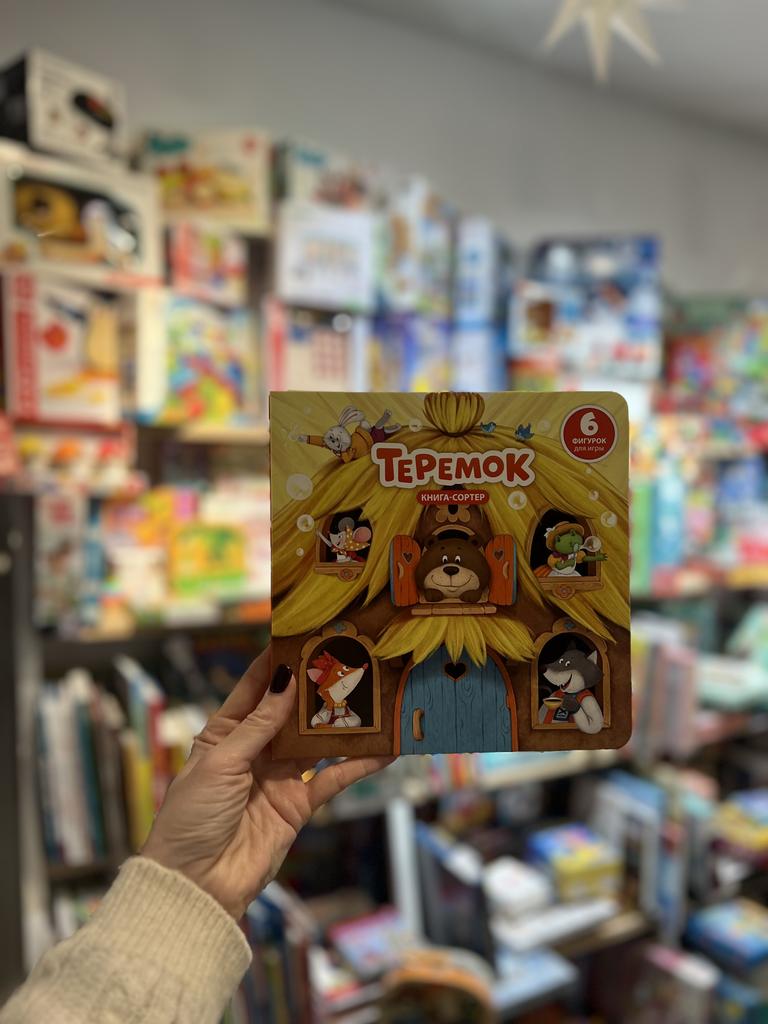 6
ФИГУРОК
для игры
ТЕРЕМОК
КНИГА-СОРТЕР